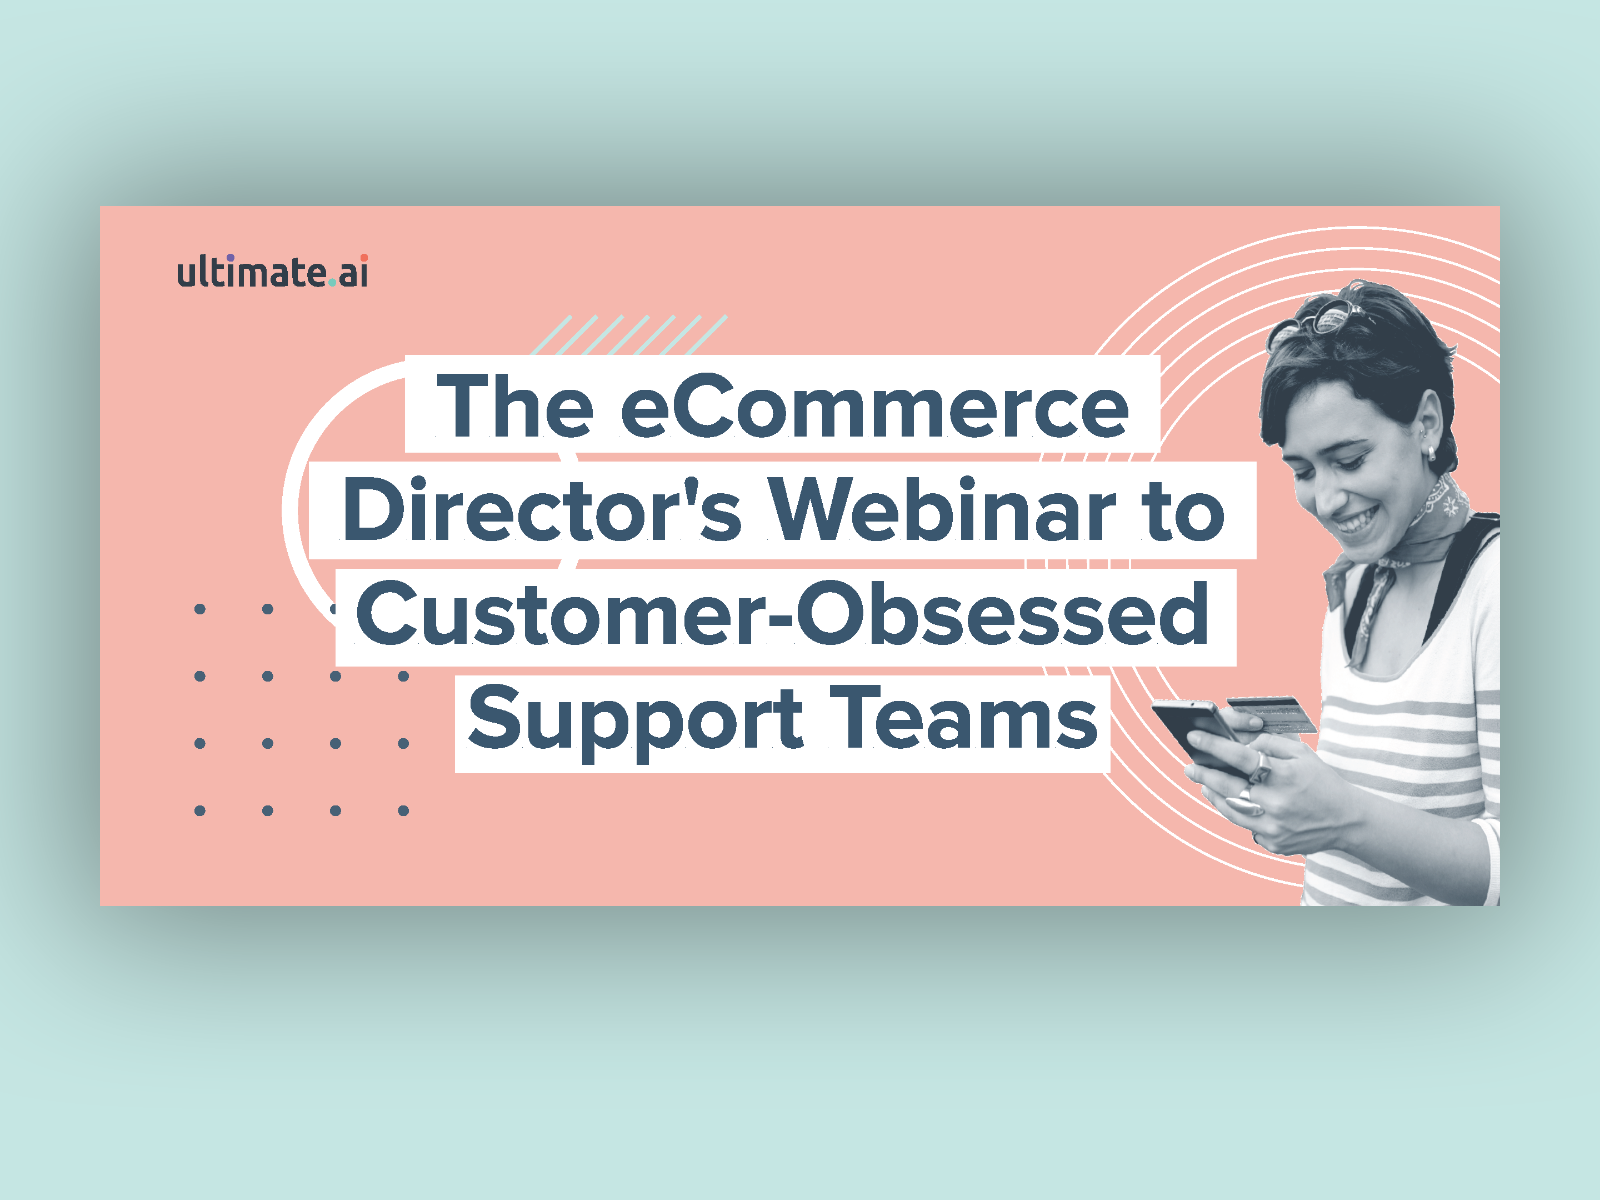 ultimate.ai
The eCommerce
Director's Webinar to
Customer-Obsessed
Support Teams